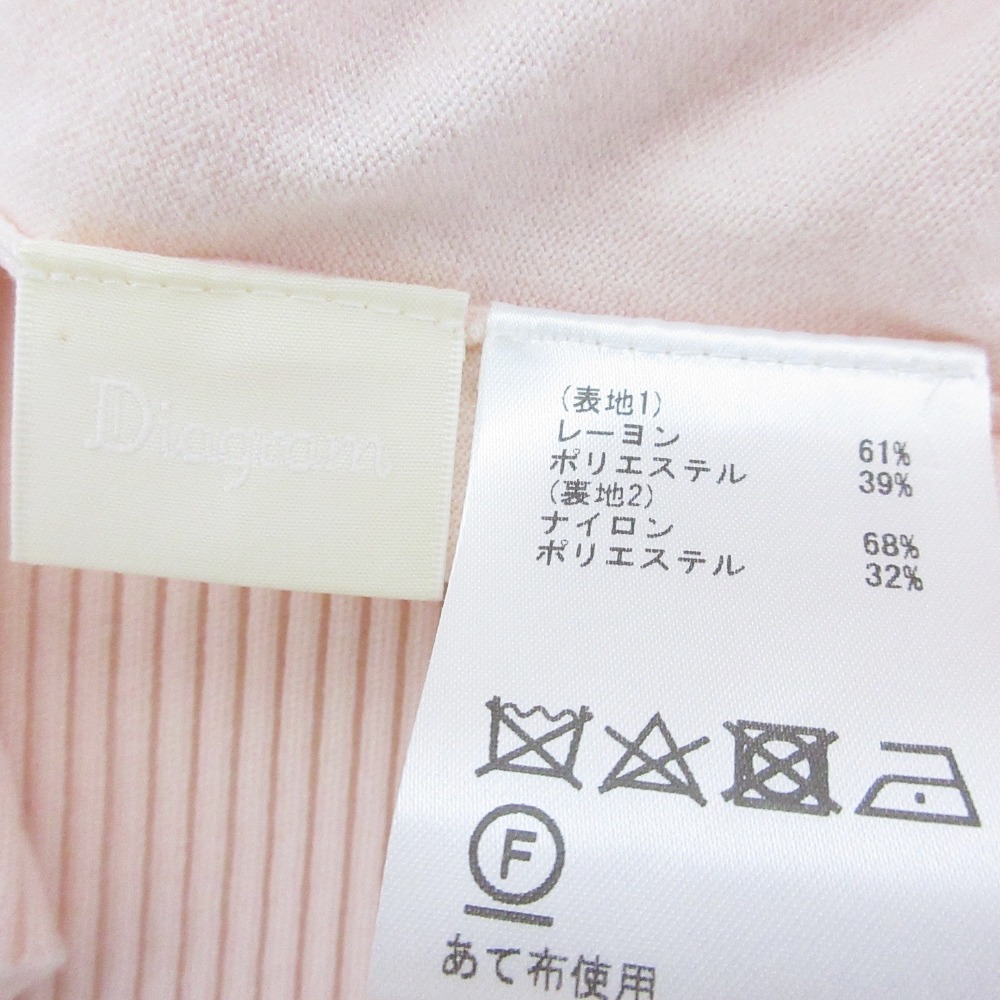 Diagram
(表地1)
レーヨン 61%
ポリエステル 39%
(表地2)
ナイロン 68%
ポリエステル 32%
F
あて布使用